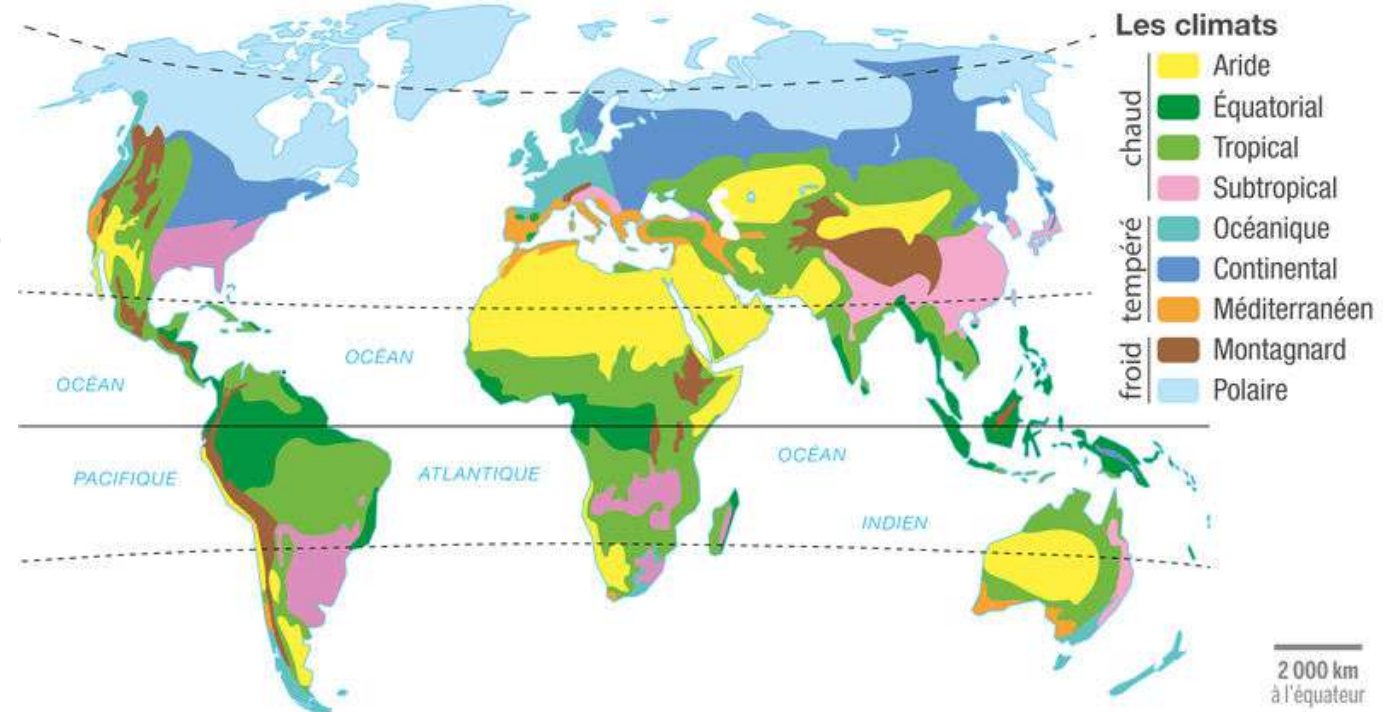 Les climats
chaud
Aride
Équatorial
Tropical
Subtropical
tempéré
Océanique
Continental
Méditerranéen
froid
Montagnard
Polaire
OCÉAN
OCÉAN
PACIFIQUE
ATLANTIQUE
OCÉAN
INDIEN
2 000 km
à l'équateur